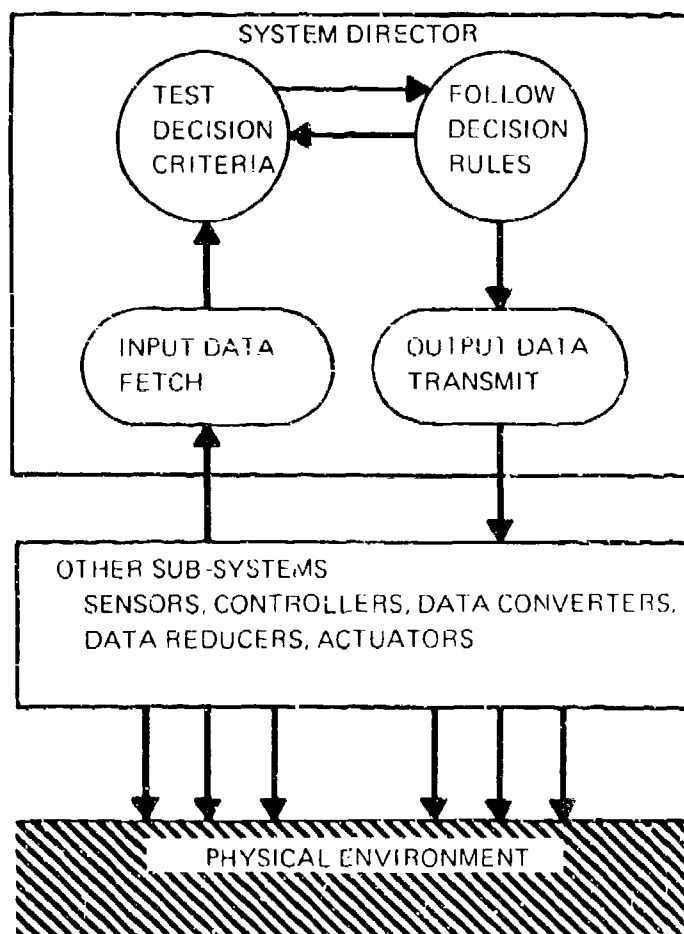 SYSTEM DIRECTOR
TEST
DECISION
CRITERIA
FOLLOW
DECISION
RULES
INPUT DATA
FETCH
OUTPUT DATA
TRANSMIT
OTHER SUB-SYSTEMS
SENSORS, CONTROLLERS, DATA CONVERTERS,
DATA REDUCERS, ACTUATORS
PHYSICAL ENVIRONMENT